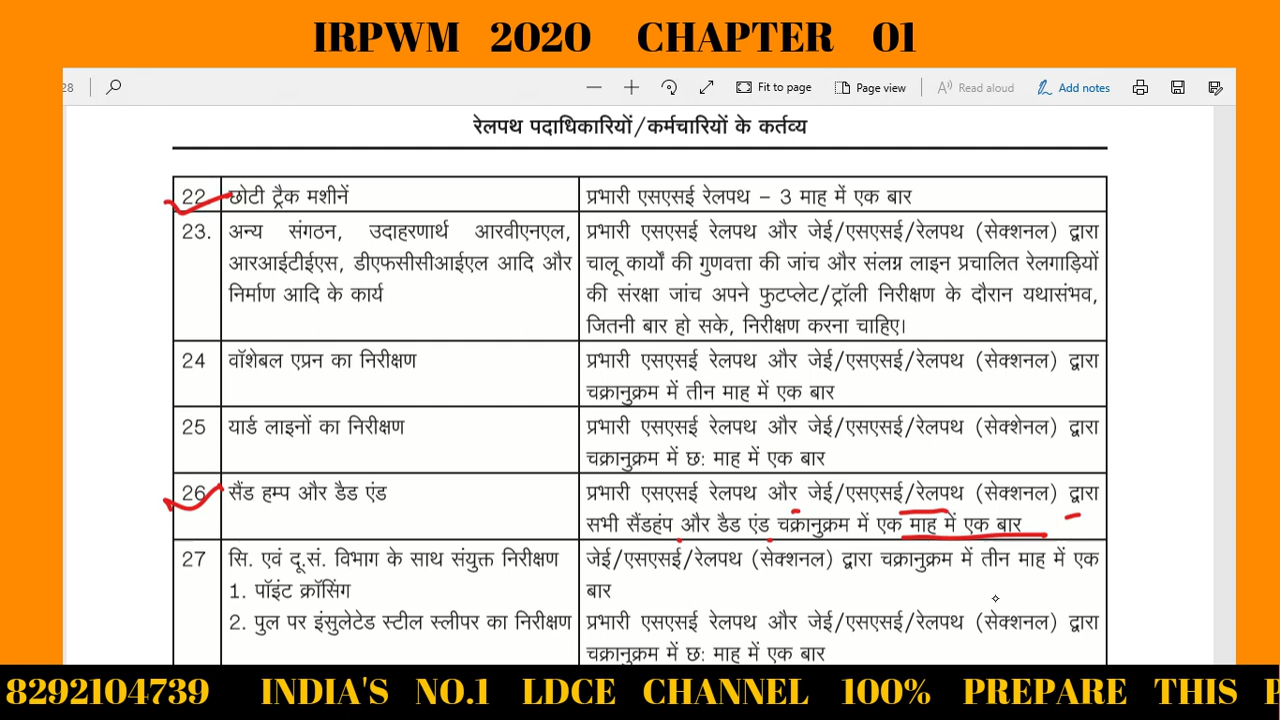 IRPWM 2020 CHAPTER 01
28
Fit to page
Page view
Read aloud
Add notes
रेलपथ पदाधिकारियों/कर्मचारियों के कर्तव्य
22 छोटी ट्रैक मशीनें
प्रभारी एसएसई रेलपथ – 3 माह में एक बार
23. अन्य संगठन, उदाहरणार्थ आरवीएनएल,
आरआईटीईएस, डीएफसीसीआईएल आदि और
निर्माण आदि के कार्य
प्रभारी एसएसई रेलपथ और जेई/एसएसई/रेलपथ (सेक्शनल) द्वारा
चालू कार्यों की गुणवत्ता की जांच और संलग्न लाइन प्रचालित रेलगाड़ियों
की संरक्षा जांच अपने फुटप्लेट/ट्रॉली निरीक्षण के दौरान यथासंभव,
जितनी बार हो सके, निरीक्षण करना चाहिए।
24 वॉशेबल एप्रन का निरीक्षण
प्रभारी एसएसई रेलपथ और जेई/एसएसई/रेलपथ (सेक्शनल) द्वारा
चक्रानुक्रम में तीन माह में एक बार
25 यार्ड लाइनों का निरीक्षण
प्रभारी एसएसई रेलपथ और जेई/एसएसई/रेलपथ (सेक्शेनल) द्वारा
चक्रानुक्रम में छ: माह में एक बार
26 सैंड हम्प और डैड एंड
प्रभारी एसएसई रेलपथ और जेई/एसएसई/रेलपथ (सेक्शनल) द्वारा
सभी सैंडहंप और डैड एंड चक्रानुक्रम में एक माह में एक बार
27 सि. एवं दू.सं. विभाग के साथ संयुक्त निरीक्षण
1. पॉइंट क्रॉसिंग
2. पुल पर इंसुलेटेड स्टील स्लीपर का निरीक्षण
जेई/एसएसई/रेलपथ (सेक्शनल) द्वारा चक्रानुक्रम में तीन माह में एक
बार
प्रभारी एसएसई रेलपथ और जेई/एसएसई/रेलपथ (सेक्शनल) द्वारा
चक्रानुक्रम में छ: माह में एक बार
8292104739 INDIA'S NO.1 LDCE CHANNEL 100% PREPARE THIS